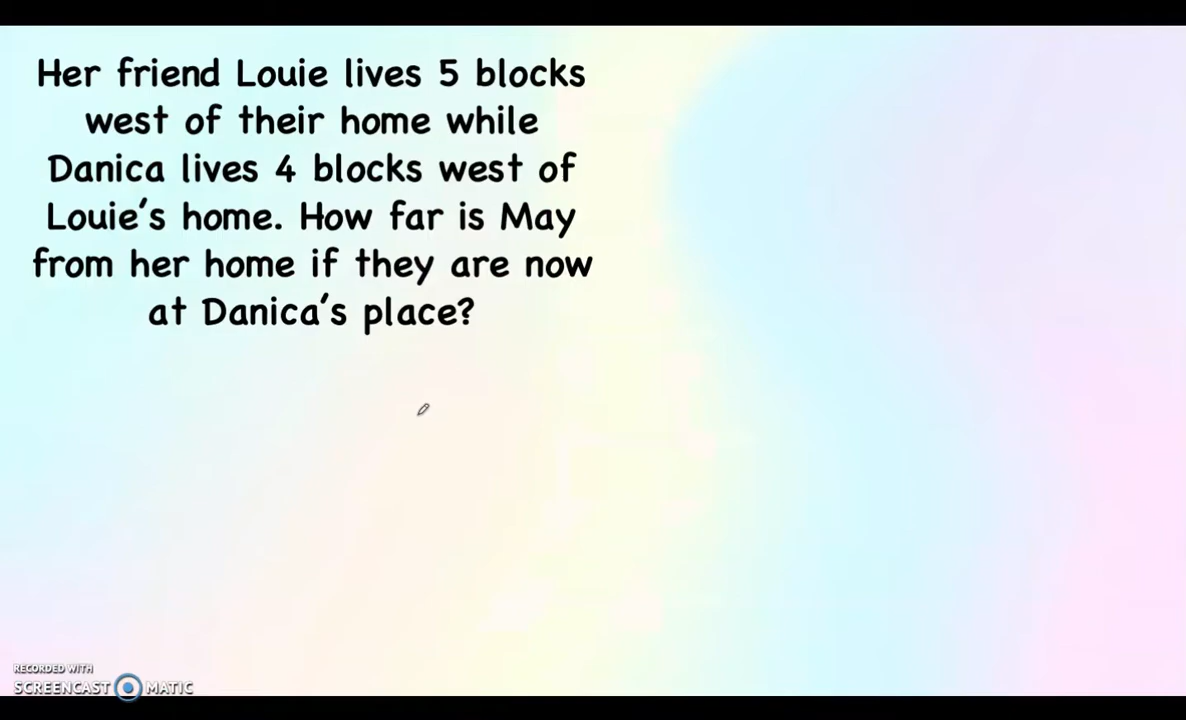 Her friend Louie lives 5 blocks
west of their home while
Danica lives 4 blocks west of
Louie's home. How far is May
from her home if they are now
at Danica's place?
RECORDED WITH
SCREENCAST MATIC